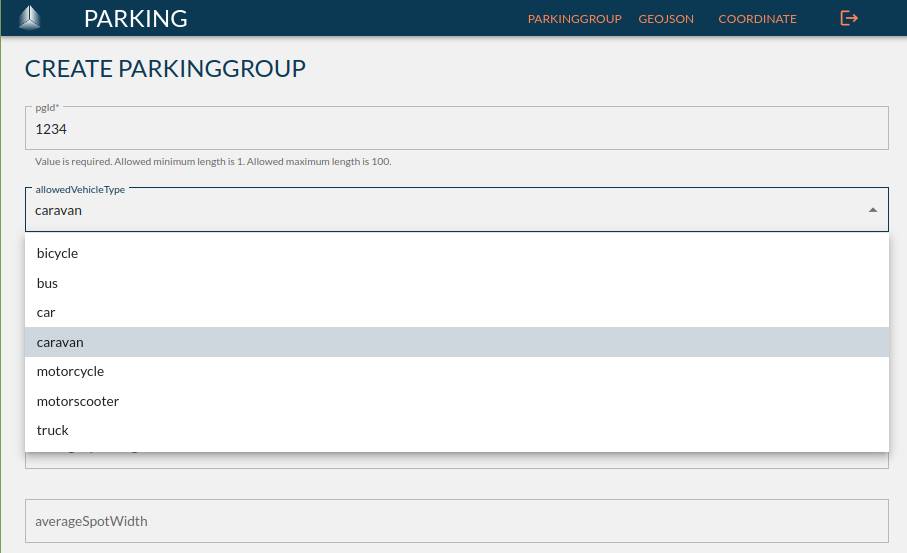 PARKING
PARKINGGROUP GEOJSON COORDINATE
CREATE PARKINGGROUP
pgId*
1234
Value is required. Allowed minimum length is 1. Allowed maximum length is 100.
allowedVehicleType
caravan
bicycle
bus
car
caravan
motorcycle
motorscooter
truck
averageSpotWidth